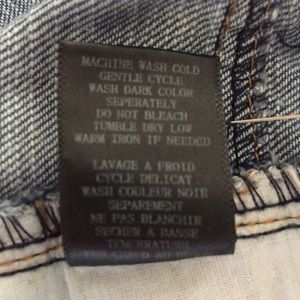 MACHINE WASH COLD
GENTLE CYCLE
WASH DARK COLOR
SEPERATELY
DO NOT BLEACH
TUMBLE DRY LOW
WARM IRON IF NEEDED
LAVAGE A FROID
CYCLE DELICAT
WASH COULEUR NOIR
SEPAREMENT
NE PAS BLANCHIR
SECHER A BASSE